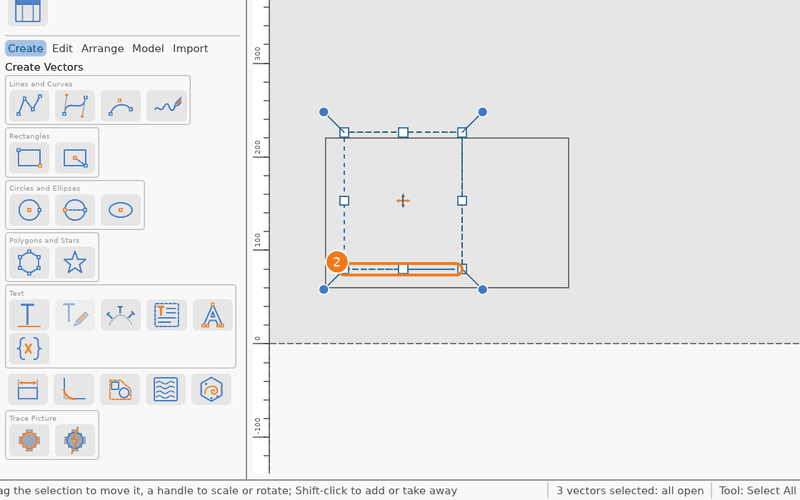 Create Edit Arrange Model Import
Create Vectors
Lines and Curves
Rectangles
Circles and Ellipses
Polygons and Stars
Text
Trace Picture
300
200
100
0
-100
2
ag the selection to move it, a handle to scale or rotate; Shift-click to add or take away
3 vectors selected: all open
Tool: Select All